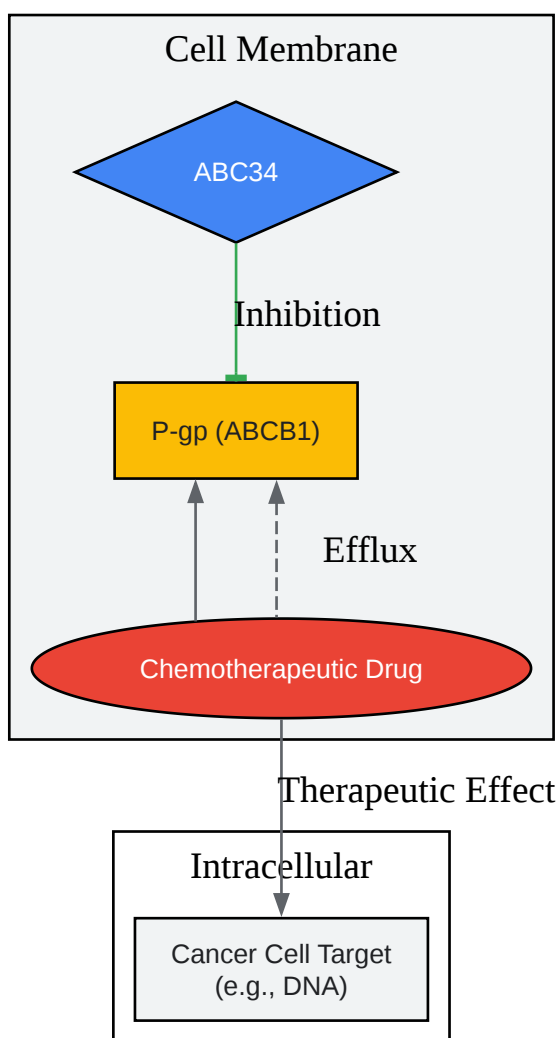 Cell Membrane
ABC34
Inhibition
P-gp (ABCB1)
Efflux
Chemotherapeutic Drug
Therapeutic Effect
Intracellular
Cancer Cell Target
(e.g., DNA)